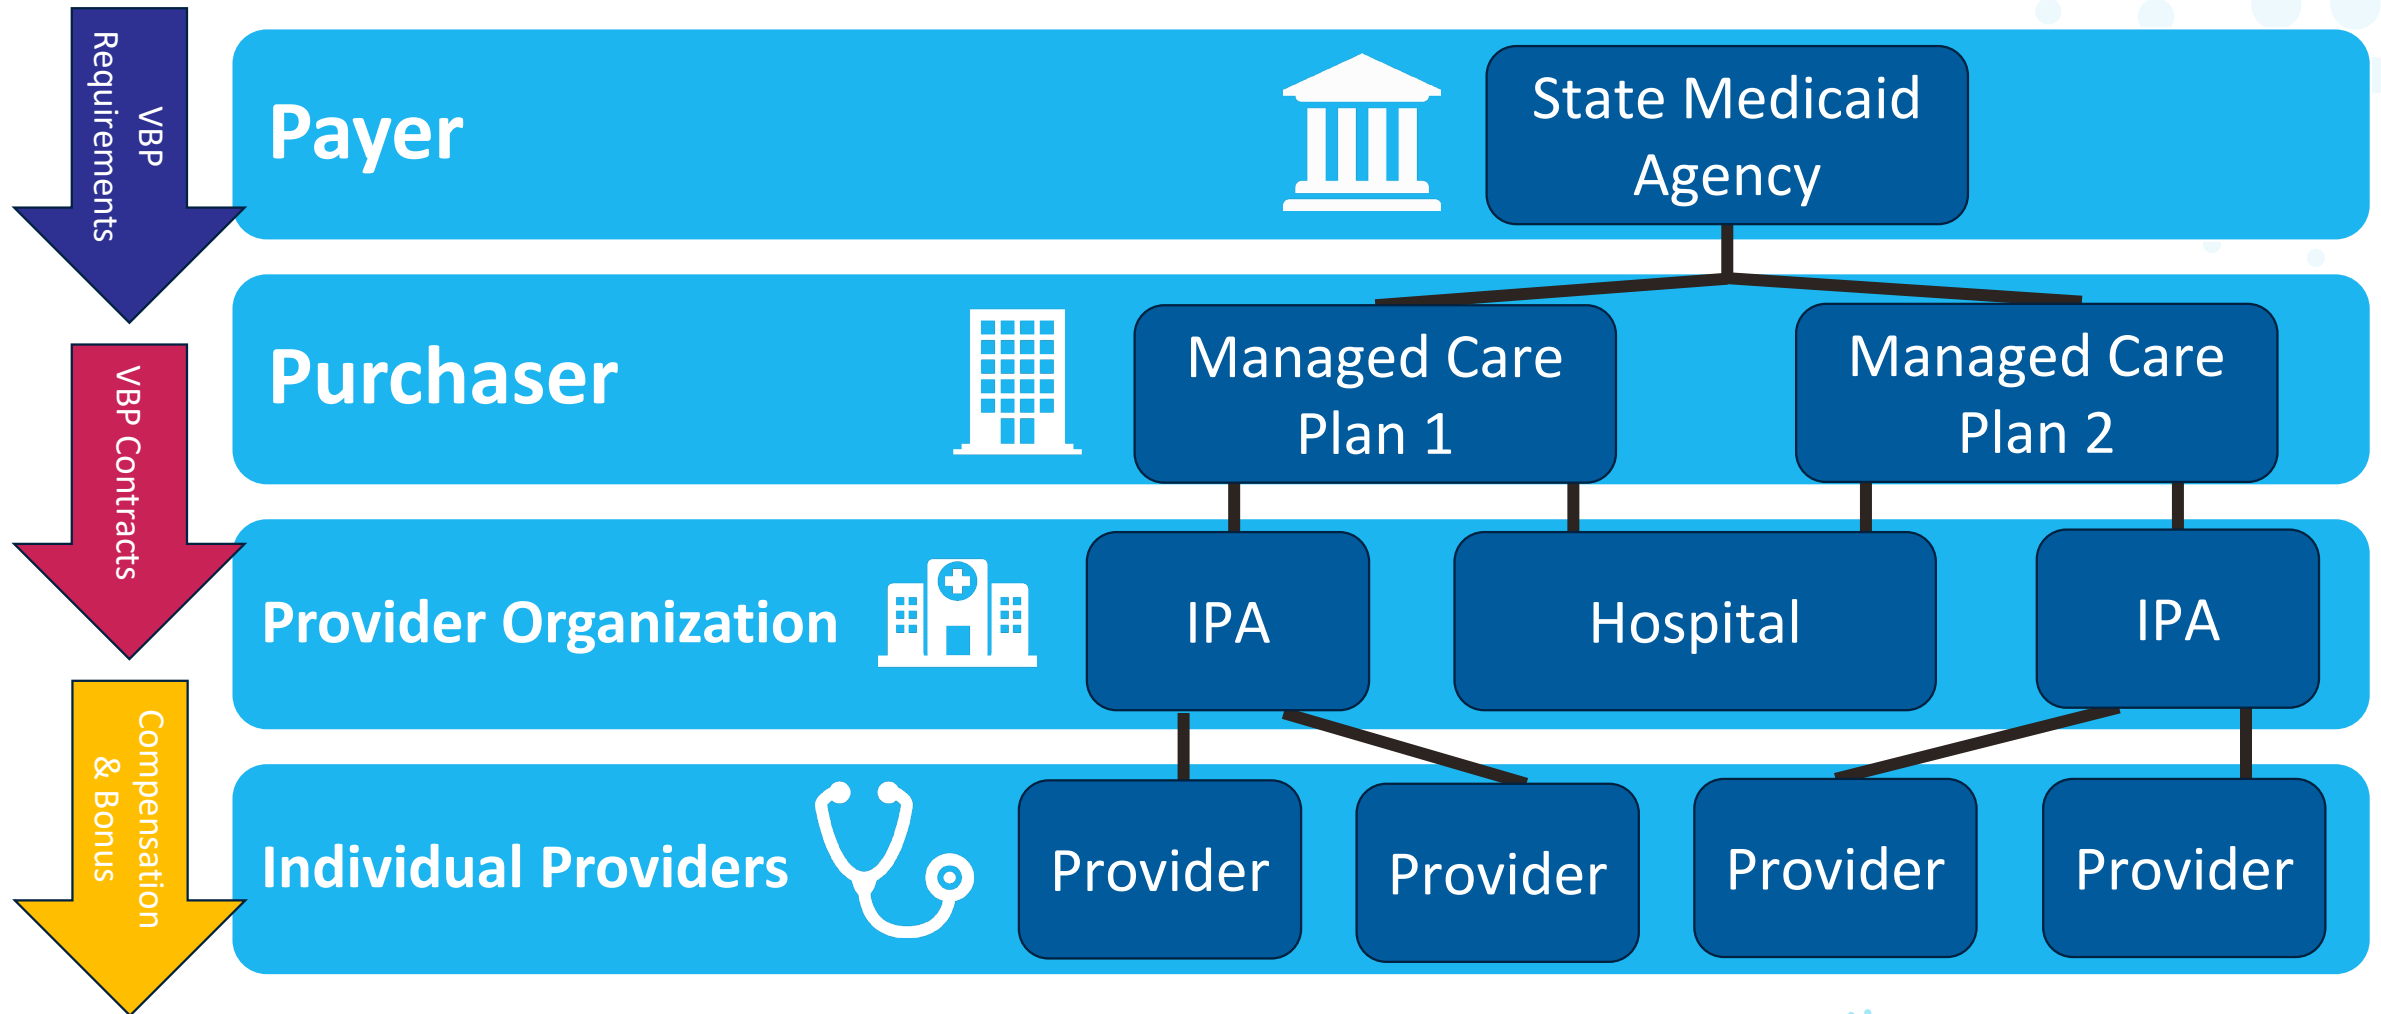 VBP
Requirements
Payer
State Medicaid
Agency
VBP Contracts
Purchaser
Managed Care
Plan 1
Managed Care
Plan 2
Provider Organization
IPA
Hospital
IPA
Compensation
& Bonus
Individual Providers
Provider
Provider
Provider
Provider